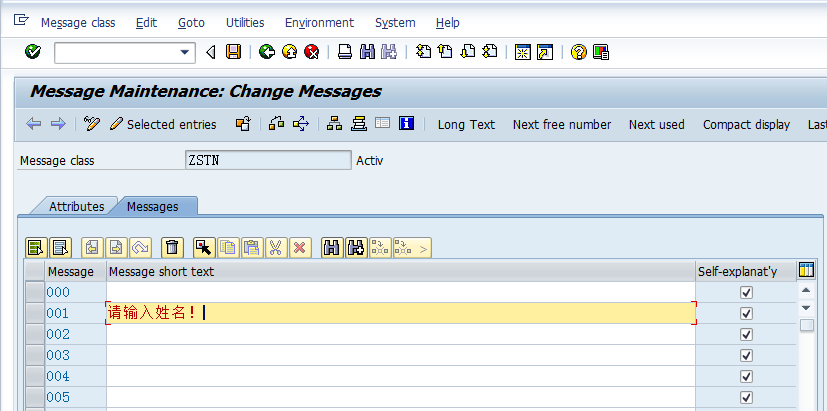 Message class Edit Goto Utilities Environment System Help
Message Maintenance: Change Messages
Selected entries Long Text Next free number Next used Compact display Las
Message class ZSTN Activ
Attributes Messages
Message Message short text Self-explanat'y
000
001 请输入姓名!
002
003
004
005